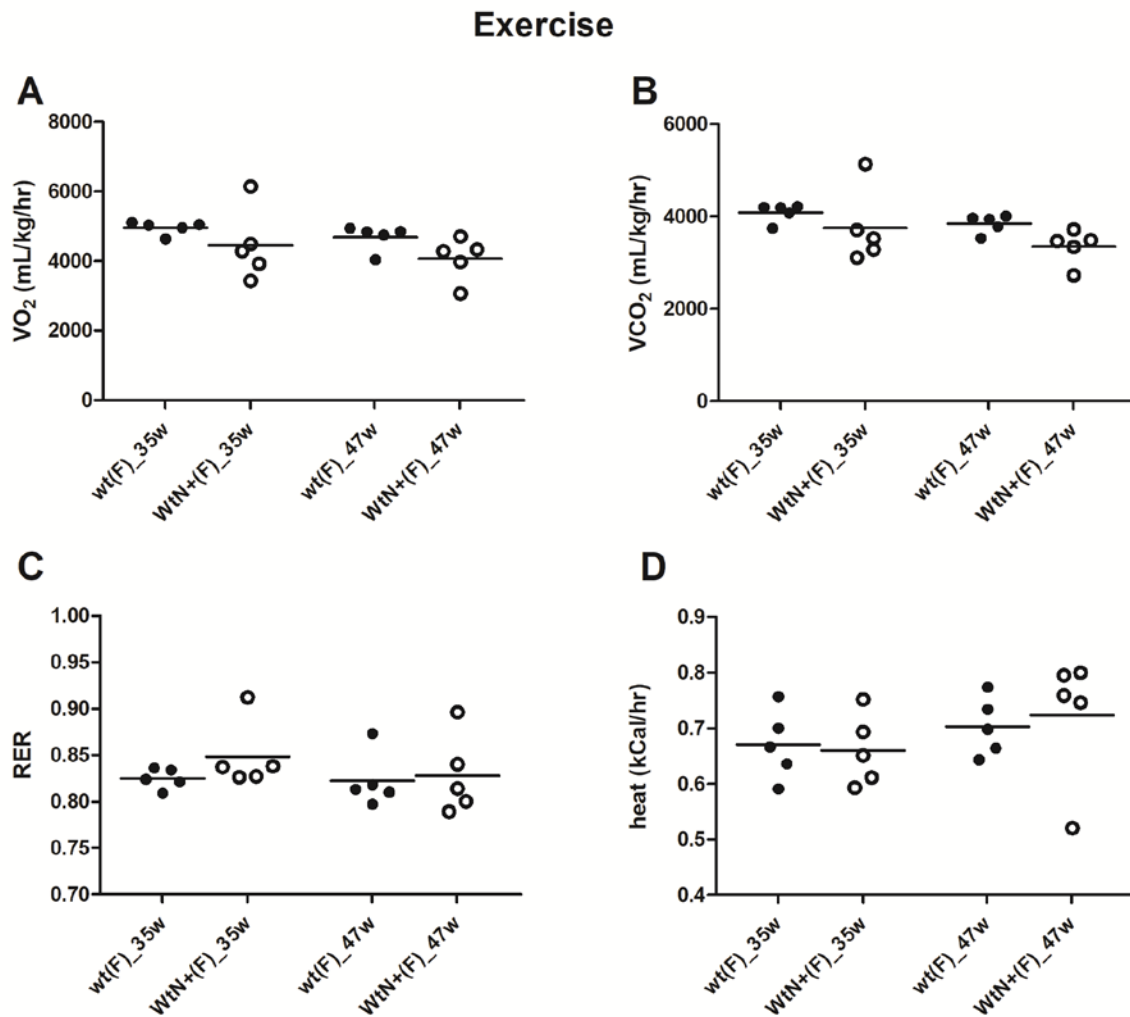 Exercise
A
VO2 (mL/kg/hr)
8000
6000
4000
2000
0
wt(F)_35w
WtN+(F)_35w
wt(F)_47w
WtN+(F)_47w
B
VCO2 (mL/kg/hr)
6000
4000
2000
0
wt(F)_35w
WtN+(F)_35w
wt(F)_47w
WtN+(F)_47w
C
RER
1.00
0.95
0.90
0.85
0.80
0.75
0.70
wt(F)_35w
WtN+(F)_35w
wt(F)_47w
WtN+(F)_47w
D
heat (kCal/hr)
0.9
0.8
0.7
0.6
0.5
0.4
wt(F)_35w
WtN+(F)_35w
wt(F)_47w
WtN+(F)_47w